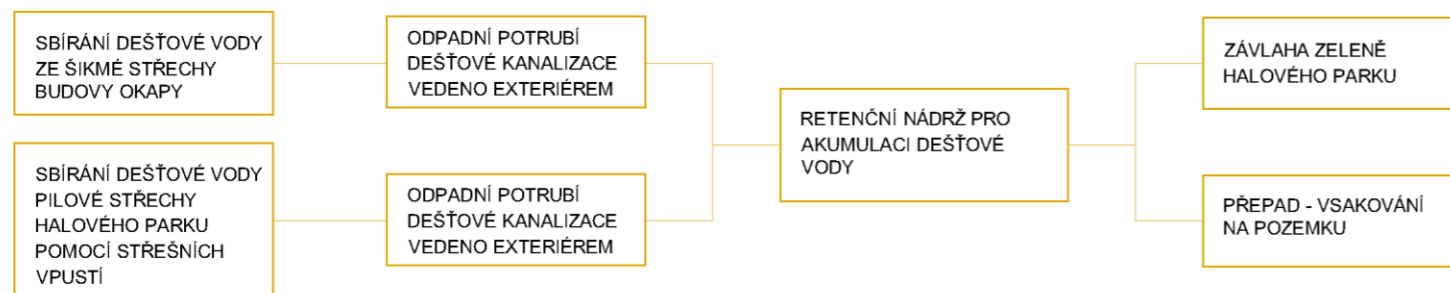 SBÍRÁNÍ DEŠŤOVÉ VODY
ZE ŠIKMÉ STŘECHY
BUDOVY OKAPY
SBÍRÁNÍ DEŠŤOVÉ VODY
PILOVÉ STŘECHY
HALOVÉHO PARKU
POMOCÍ STŘEŠNÍCH
VPUSTÍ
ODPADNÍ POTRUBÍ
DEŠŤOVÉ KANALIZACE
VEDENO EXTERIÉREM
ODPADNÍ POTRUBÍ
DEŠŤOVÉ KANALIZACE
VEDENO EXTERIÉREM
RETENČNÍ NÁDRŽ PRO
AKUMULACI DEŠŤOVÉ
VODY
ZÁVLAHA ZELENĚ
HALOVÉHO PARKU
PŘEPAD - VSAKOVÁNÍ
NA POZEMKU